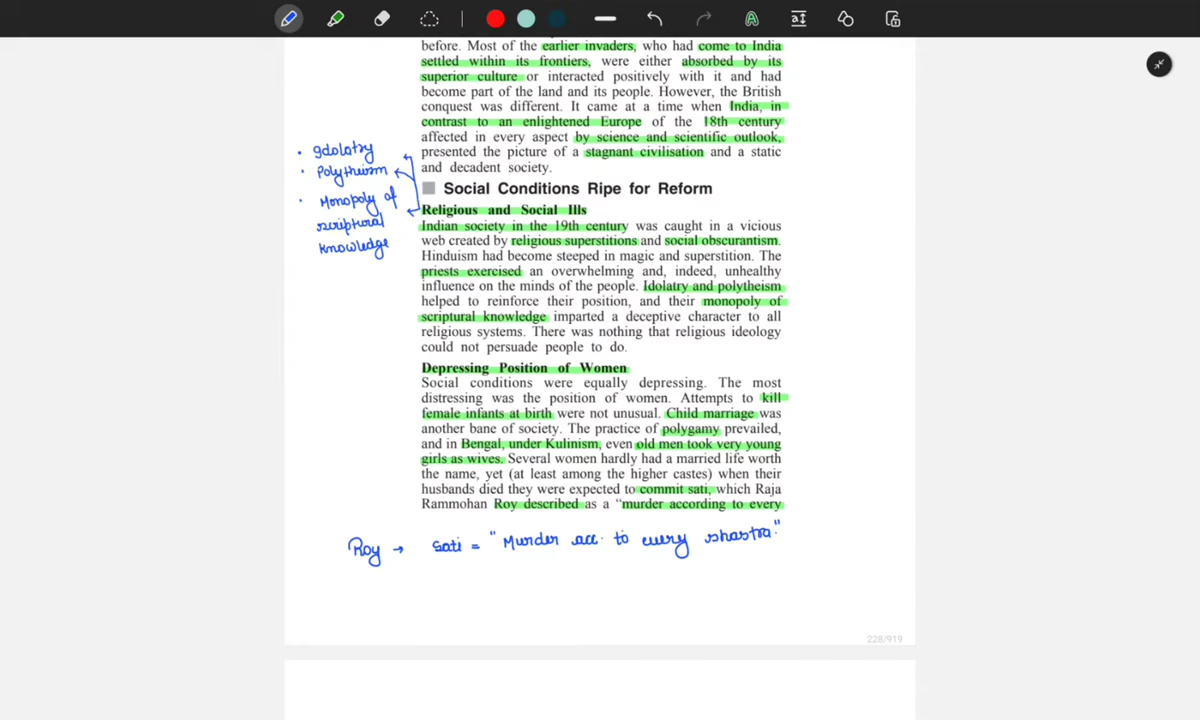 before. Most of the earlier invaders, who had come to India
settled within its frontiers, were either absorbed by its
superior culture or interacted positively with it and had
become part of the land and its people. However, the British
conquest was different. It came at a time when India, in
contrast to an enlightened Europe of the 18th century
affected in every aspect by science and scientific outlook,
presented the picture of a stagnant civilisation and a static
and decadent society.
• Idolatry
• Polytheism
• Monopoly of
scriptural
knowledge
Social Conditions Ripe for Reform
Religious and Social Ills
Indian society in the 19th century was caught in a vicious
web created by religious superstitions and social obscurantism.
Hinduism had become steeped in magic and superstition. The
priests exercised an overwhelming and, indeed, unhealthy
influence on the minds of the people. Idolatry and polytheism
helped to reinforce their position, and their monopoly of
scriptural knowledge imparted a deceptive character to all
religious systems. There was nothing that religious ideology
could not persuade people to do.
Depressing Position of Women
Social conditions were equally depressing. The most
distressing was the position of women. Attempts to kill
female infants at birth were not unusual. Child marriage was
another bane of society. The practice of polygamy prevailed,
and in Bengal, under Kulinism, even old men took very young
girls as wives. Several women hardly had a married life worth
the name, yet (at least among the higher castes) when their
husbands died they were expected to commit sati, which Raja
Rammohan Roy described as a “murder according to every
Roy → sati = "Murder acc. to every shastra."
228/919